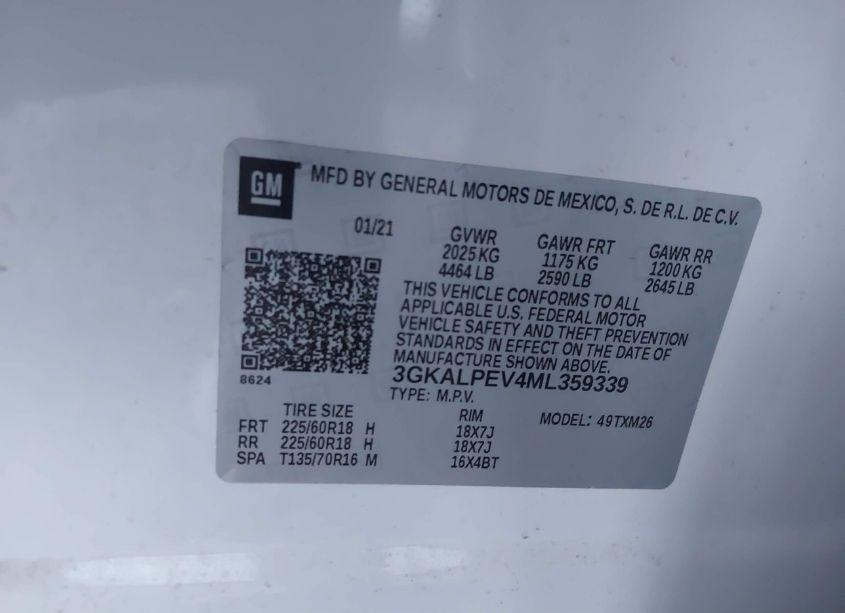 GM
MFD BY GENERAL MOTORS DE MEXICO, S. DE R.L. DE C.V.
01/21
GVWR GAWR FRT GAWR RR
2025 KG 1175 KG 1200 KG
4464 LB 2590 LB 2645 LB
THIS VEHICLE CONFORMS TO ALL
APPLICABLE U.S. FEDERAL MOTOR
VEHICLE SAFETY AND THEFT PREVENTION
STANDARDS IN EFFECT ON THE DATE OF
MANUFACTURE SHOWN ABOVE.
8624
3GKALPEV4ML359339
TYPE: M.P.V.
MODEL: 49TXM26
TIRE SIZE RIM
FRT 225/60R18 H 18X7J
RR 225/60R18 H 18X7J
SPA T135/70R16 M 16X4BT